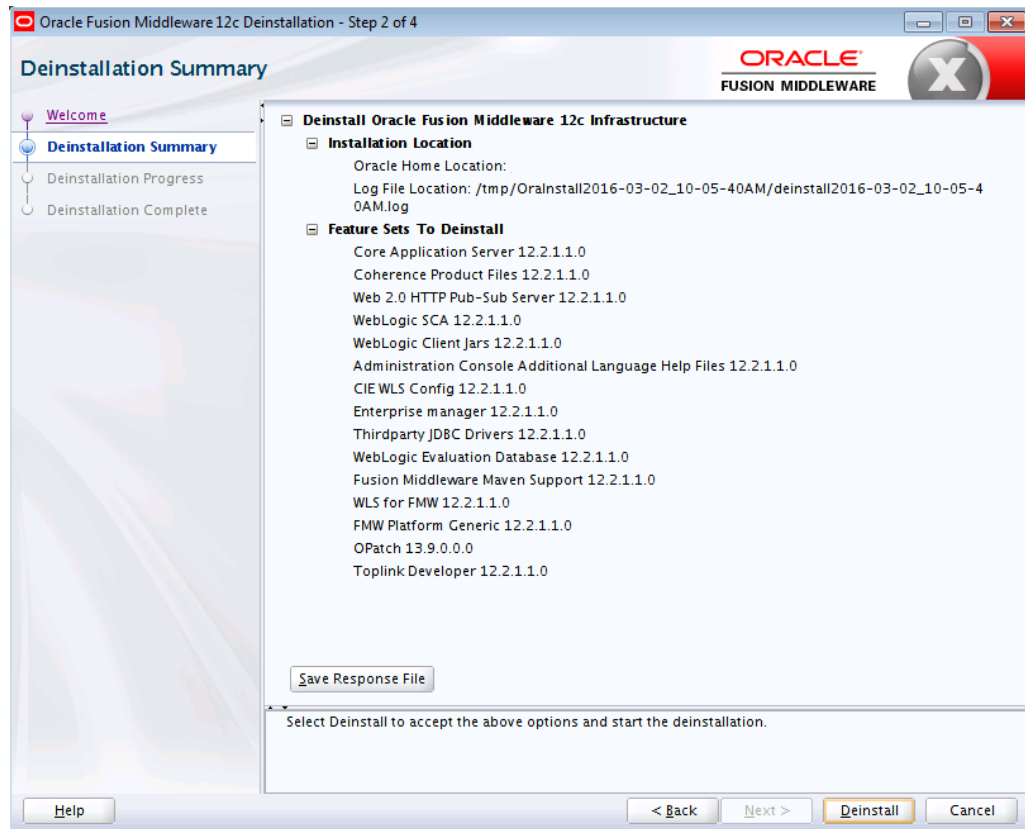 Oracle Fusion Middleware 12c Deinstallation - Step 2 of 4
Deinstallation Summary
ORACLE®
FUSION MIDDLEWARE
Welcome
Deinstallation Summary
Deinstallation Progress
Deinstallation Complete
Deinstall Oracle Fusion Middleware 12c Infrastructure
Installation Location
Oracle Home Location:
Log File Location: /tmp/OraInstall2016-03-02_10-05-40AM/deinstall2016-03-02_10-05-4
0AM.log
Feature Sets To Deinstall
Core Application Server 12.2.1.1.0
Coherence Product Files 12.2.1.1.0
Web 2.0 HTTP Pub-Sub Server 12.2.1.1.0
WebLogic SCA 12.2.1.1.0
WebLogic Client Jars 12.2.1.1.0
Administration Console Additional Language Help Files 12.2.1.1.0
CIE WLS Config 12.2.1.1.0
Enterprise manager 12.2.1.1.0
Thirdparty JDBC Drivers 12.2.1.1.0
WebLogic Evaluation Database 12.2.1.1.0
Fusion Middleware Maven Support 12.2.1.1.0
WLS for FMW 12.2.1.1.0
FMW Platform Generic 12.2.1.1.0
OPatch 13.9.0.0.0
Toplink Developer 12.2.1.1.0
Save Response File
Select Deinstall to accept the above options and start the deinstallation.
Help
< Back
Next >
Deinstall
Cancel